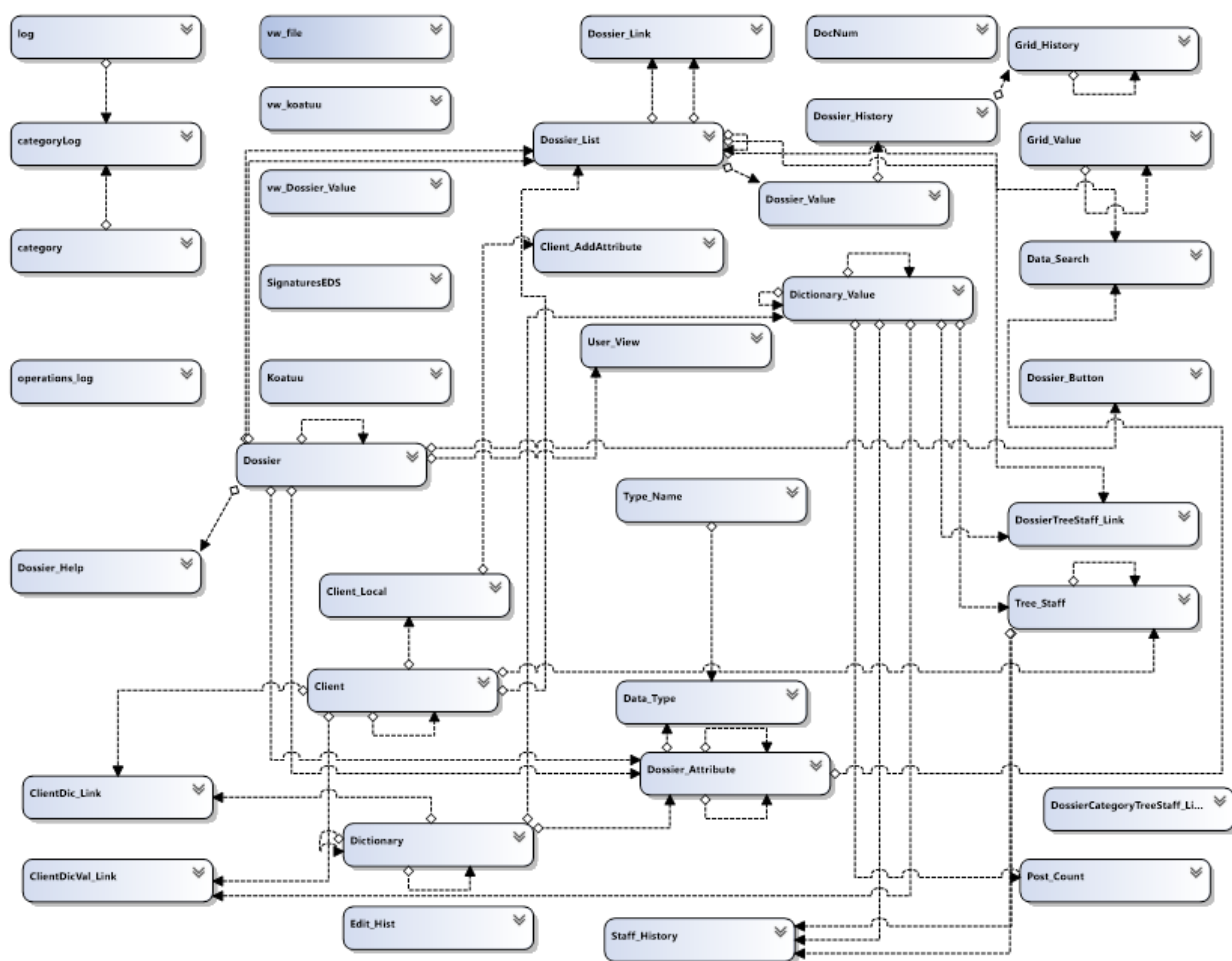 log
vw_file
Dossier_Link
DocNum
Grid_History
vw_koatuu
Dossier_History
categoryLog
Dossier_List
Grid_Value
vw_Dossier_Value
Dossier_Value
category
Client_AddAttribute
Data_Search
SignaturesEDS
Dictionary_Value
User_View
operations_log
Koatuu
Dossier_Button
Dossier
Type_Name
DossierTreeStaff_Link
Dossier_Help
Client_Local
Tree_Staff
Client
Data_Type
Dossier_Attribute
ClientDic_Link
DossierCategoryTreeStaff_Li...
Dictionary
ClientDicVal_Link
Post_Count
Edit_Hist
Staff_History